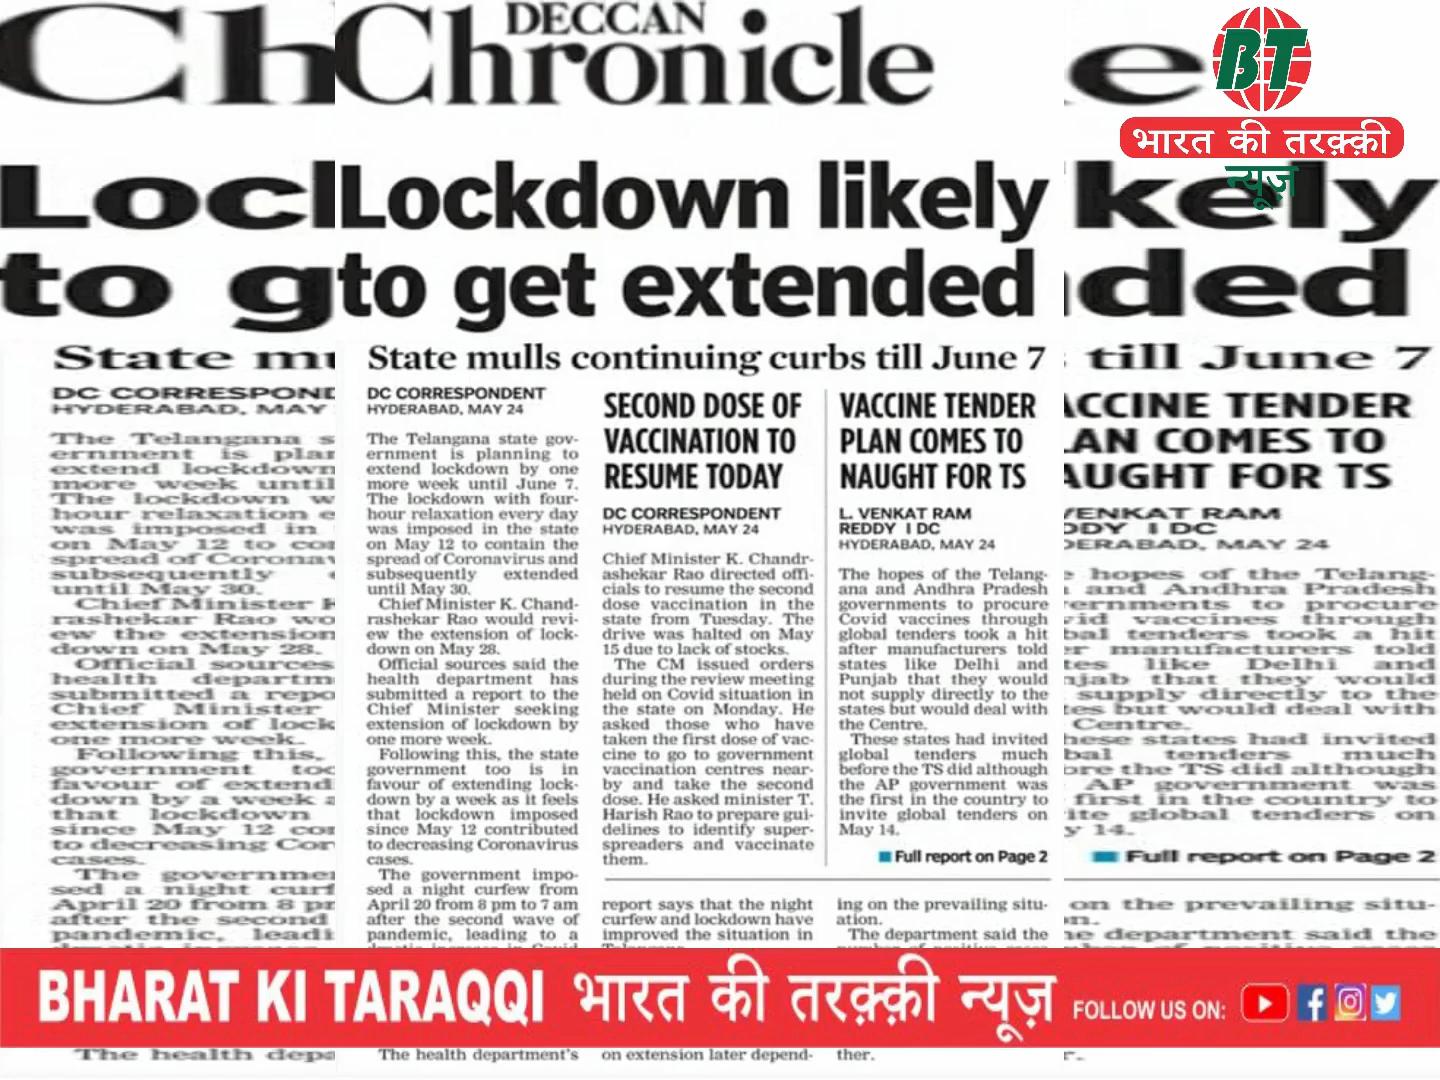 DECCAN
Chronicle
BT
भारत की तरक़्क़ी
न्यूज़
Lockdown likely
to get extended
State mulls continuing curbs till June 7
DC CORRESPONDENT
HYDERABAD, MAY 24
The Telangana state gov-
ernment is planning to
extend lockdown by one
more week until June 7.
The lockdown with four-
hour relaxation every day
was imposed in the state
on May 12 to contain the
spread of Coronavirus and
subsequently extended
until May 30.
Chief Minister K. Chand-
rashekar Rao would revi-
ew the extension of lock-
down on May 28.
Official sources said the
health department has
submitted a report to the
Chief Minister seeking
extension of lockdown by
one more week.
Following this, the state
government too is in
favour of extending lock-
down by a week as it feels
that lockdown imposed
since May 12 contributed
to decreasing Coronavirus
cases.
The government impo-
sed a night curfew from
April 20 from 8 pm to 7 am
after the second wave of
pandemic, leading to a
The health department's
SECOND DOSE OF
VACCINATION TO
RESUME TODAY
DC CORRESPONDENT
HYDERABAD, MAY 24
Chief Minister K. Chandr-
ashekar Rao directed offi-
cials to resume the second
dose vaccination in the
state from Tuesday. The
drive was halted on May
15 due to lack of stocks.
The CM issued orders
during the review meeting
held on Covid situation in
the state on Monday. He
asked those who have
taken the first dose of vac-
cine to go to government
vaccination centres near-
by and take the second
dose. He asked minister T.
Harish Rao to prepare gui-
delines to identify super-
spreaders and vaccinate
them.
report says that the night
curfew and lockdown have
improved the situation in
on extension later depend-
VACCINE TENDER
PLAN COMES TO
NAUGHT FOR TS
L. VENKAT RAM
REDDY I DC
HYDERABAD, MAY 24
The hopes of the Telang-
ana and Andhra Pradesh
governments to procure
Covid vaccines through
global tenders took a hit
after manufacturers told
states like Delhi and
Punjab that they would
not supply directly to the
states but would deal with
the Centre.
These states had invited
global tenders much
before the TS did although
the AP government was
the first in the country to
invite global tenders on
May 14.
Full report on Page 2
ing on the prevailing situ-
ation.
The department said the
ther.
BHARAT KI TARAQQI भारत की तरक़्क़ी न्यूज़ FOLLOW US ON: